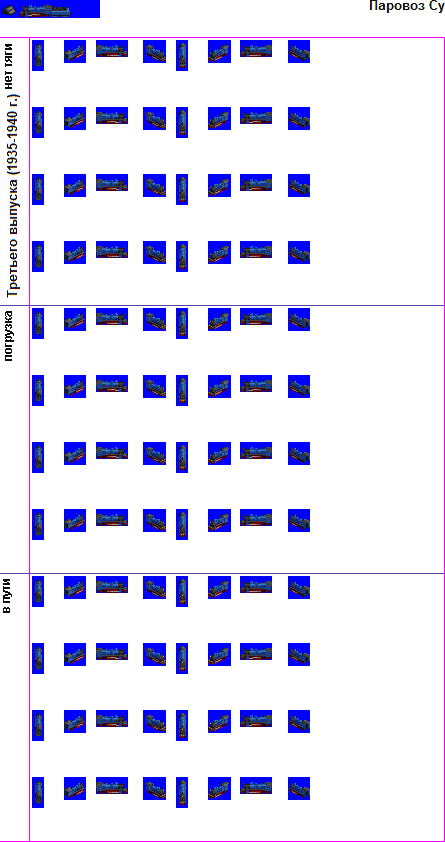 Паровоз Су
Третьего выпуска (1935-1940 г.)
нет тяги
погрузка
в пути